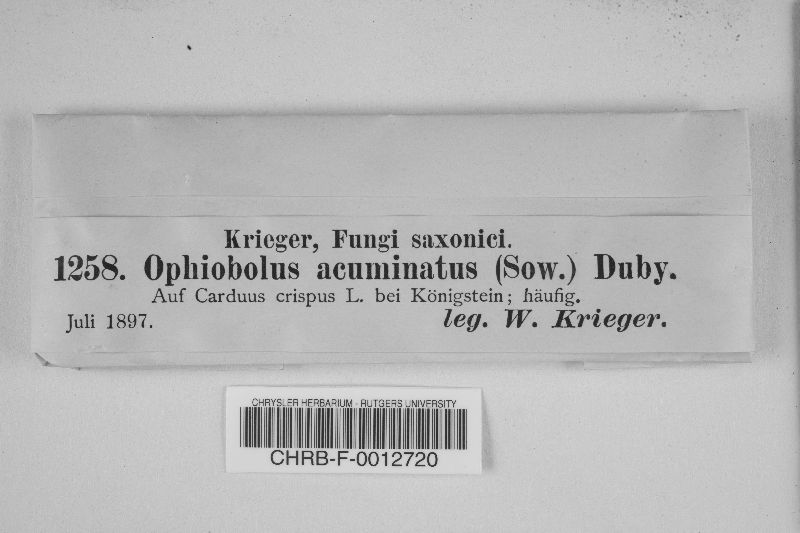 Krieger, Fungi saxonici.
1258. Ophiobolus acuminatus (Sow.) Duby.
Auf Carduus crispus L. bei Königstein; häufig.
Juli 1897. leg. W. Krieger.
CHRYSLER HERBARIUM - RUTGERS UNIVERSITY
CHRB-F-0012720